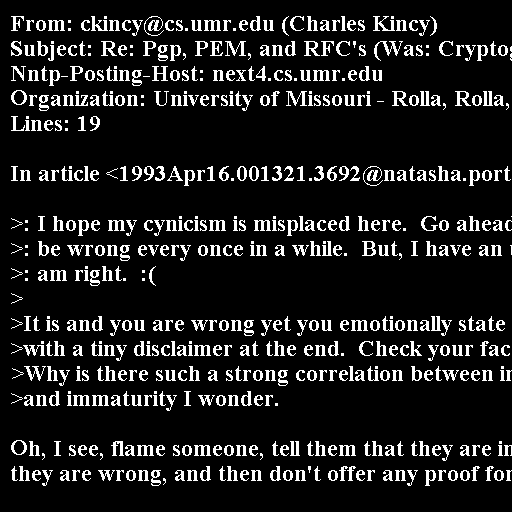 From: ckincy@cs.umr.edu (Charles Kincy)
Subject: Re: Pgp, PEM, and RFC's (Was: Cryptog
Nntp-Posting-Host: next4.cs.umr.edu
Organization: University of Missouri - Rolla, Rolla,
Lines: 19
In article <1993Apr16.001321.3692@natasha.port
>: I hope my cynicism is misplaced here.  Go ahead
>: be wrong every once in a while.  But, I have an
>: am right.  :(
>
>It is and you are wrong yet you emotionally state
>with a tiny disclaimer at the end.  Check your fac
>Why is there such a strong correlation between in
>and immaturity I wonder.
Oh, I see, flame someone, tell them that they are in
they are wrong, and then don't offer any proof for